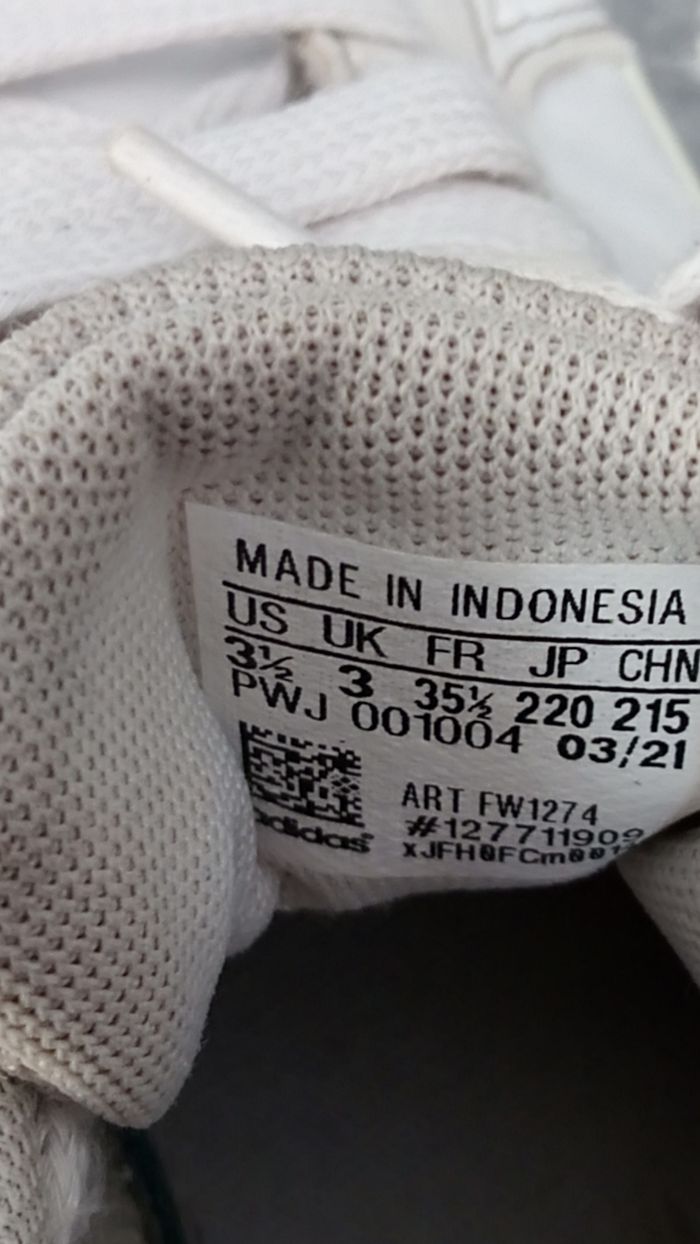 MADE IN INDONESIA
US UK FR JP CHN
3½ 3 35½ 220 215
PWJ 001004 03/21
ART FW1274
#127711909
adidas